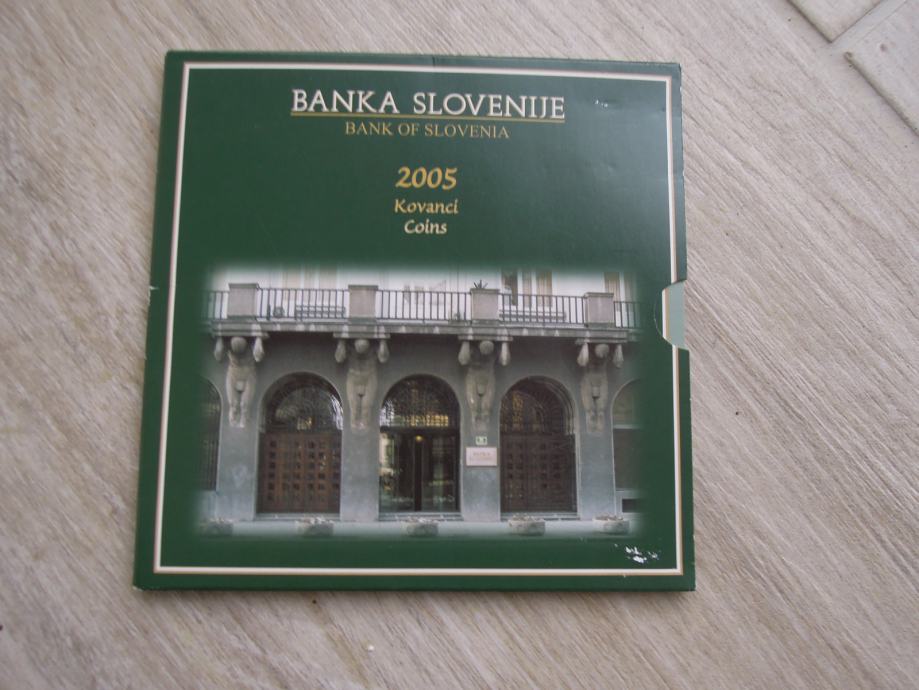 BANKA SLOVENIJE
BANK OF SLOVENIA
2005
Kovanci
Coins